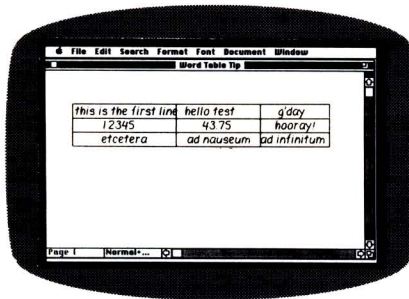 File Edit Search Format Font Document Window
Word Table Tip
this is the first line hello test g'day
12345 43.75 hooray!
etcetera ad nauseum ad infinitum
Page 1 Normal+...